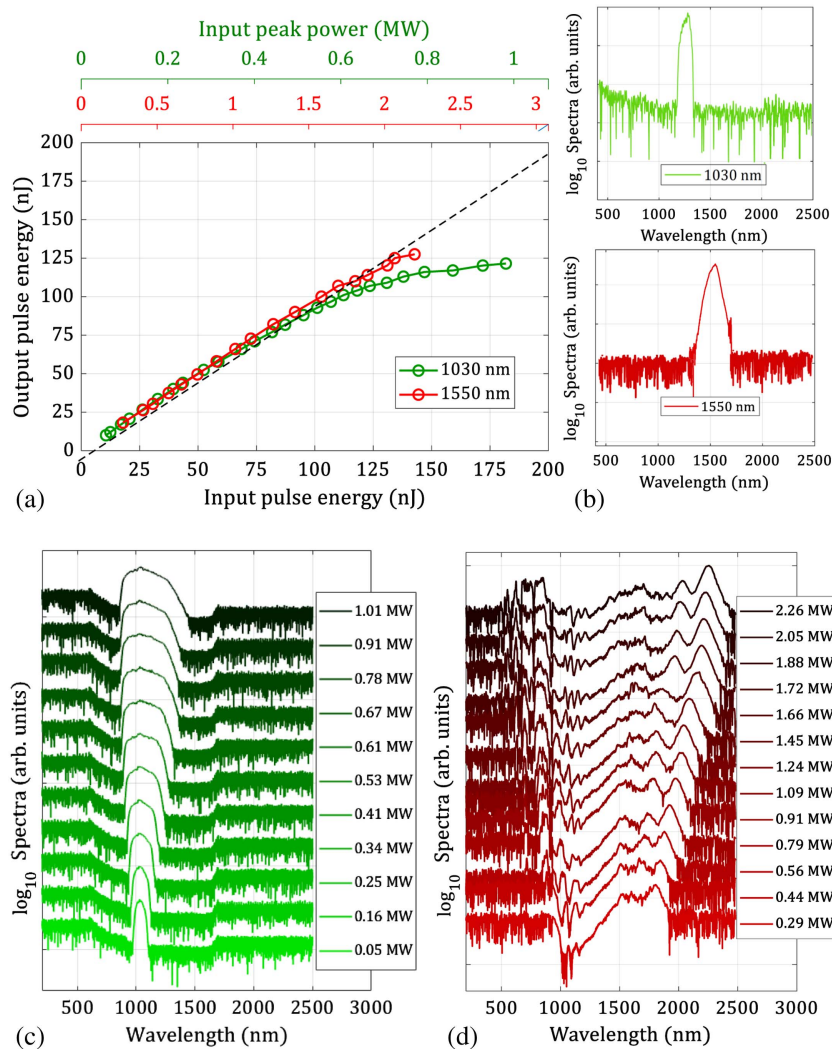 Input peak power (MW)
0 0.2 0.4 0.6 0.8 1
0 0.5 1 1.5 2 2.5 3
200
175
150
125
100
75
50
25
0
Output pulse energy (nJ)
1030 nm
1550 nm
0 25 50 75 100 125 150 175 200
Input pulse energy (nJ)
(a)
log10 Spectra (arb. units)
1030 nm
500 1000 1500 2000 2500
Wavelength (nm)
log10 Spectra (arb. units)
1550 nm
500 1000 1500 2000 2500
Wavelength (nm)
(b)
log10 Spectra (arb. units)
1.01 MW
0.91 MW
0.78 MW
0.67 MW
0.61 MW
0.53 MW
0.41 MW
0.34 MW
0.25 MW
0.16 MW
0.05 MW
500 1000 1500 2000 2500 3000
Wavelength (nm)
(c)
log10 Spectra (arb. units)
2.26 MW
2.05 MW
1.88 MW
1.72 MW
1.66 MW
1.45 MW
1.24 MW
1.09 MW
0.91 MW
0.79 MW
0.56 MW
0.44 MW
0.29 MW
500 1000 1500 2000 2500 3000
Wavelength (nm)
(d)